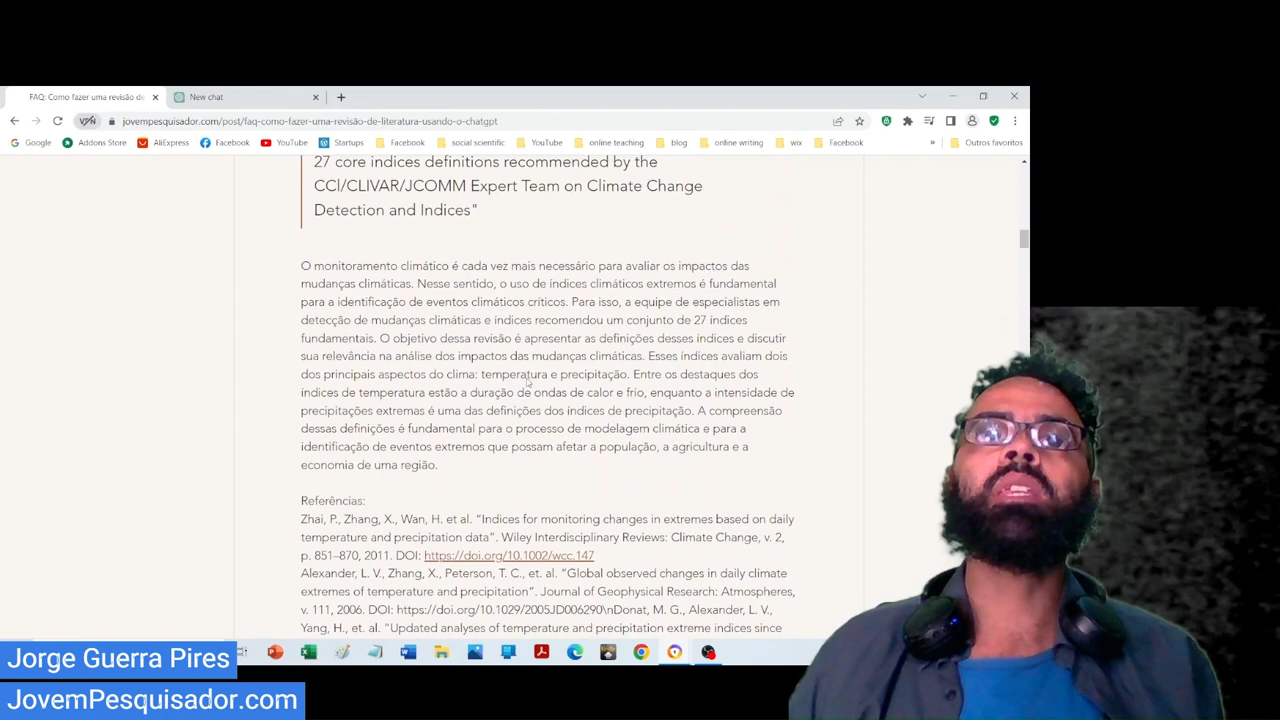 FAQ: Como fazer uma revisão de
New chat
jovempesquisador.com/post/faq-como-fazer-uma-revisão-de-literatura-usando-o-chatgpt
Google Addons Store AliExpress Facebook YouTube Startups Facebook social scientific YouTube online teaching blog online writing wix Facebook » Outros favoritos
27 core indices definitions recommended by the
CCl/CLIVAR/JCOMM Expert Team on Climate Change
Detection and Indices"
O monitoramento climático é cada vez mais necessário para avaliar os impactos das
mudanças climáticas. Nesse sentido, o uso de índices climáticos extremos é fundamental
para a identificação de eventos climáticos críticos. Para isso, a equipe de especialistas em
detecção de mudanças climáticas e índices recomendou um conjunto de 27 índices
fundamentais. O objetivo dessa revisão é apresentar as definições desses índices e discutir
sua relevância na análise dos impactos das mudanças climáticas. Esses índices avaliam dois
dos principais aspectos do clima: temperatura e precipitação. Entre os destaques dos
índices de temperatura estão a duração de ondas de calor e frio, enquanto a intensidade de
precipitações extremas é uma das definições dos índices de precipitação. A compreensão
dessas definições é fundamental para o processo de modelagem climática e para a
identificação de eventos extremos que possam afetar a população, a agricultura e a
economia de uma região.
Referências:
Zhai, P., Zhang, X., Wan, H. et al. "Indices for monitoring changes in extremes based on daily
temperature and precipitation data". Wiley Interdisciplinary Reviews: Climate Change, v. 2,
p. 851–870, 2011. DOI: https://doi.org/10.1002/wcc.147
Alexander, L. V., Zhang, X., Peterson, T. C., et. al. "Global observed changes in daily climate
extremes of temperature and precipitation". Journal of Geophysical Research: Atmospheres,
v. 111, 2006. DOI: https://doi.org/10.1029/2005JD006290\nDonat, M. G., Alexander, L. V.,
Yang, H., et. al. "Updated analyses of temperature and precipitation extreme indices since
Jorge Guerra Pires
JovemPesquisador.com